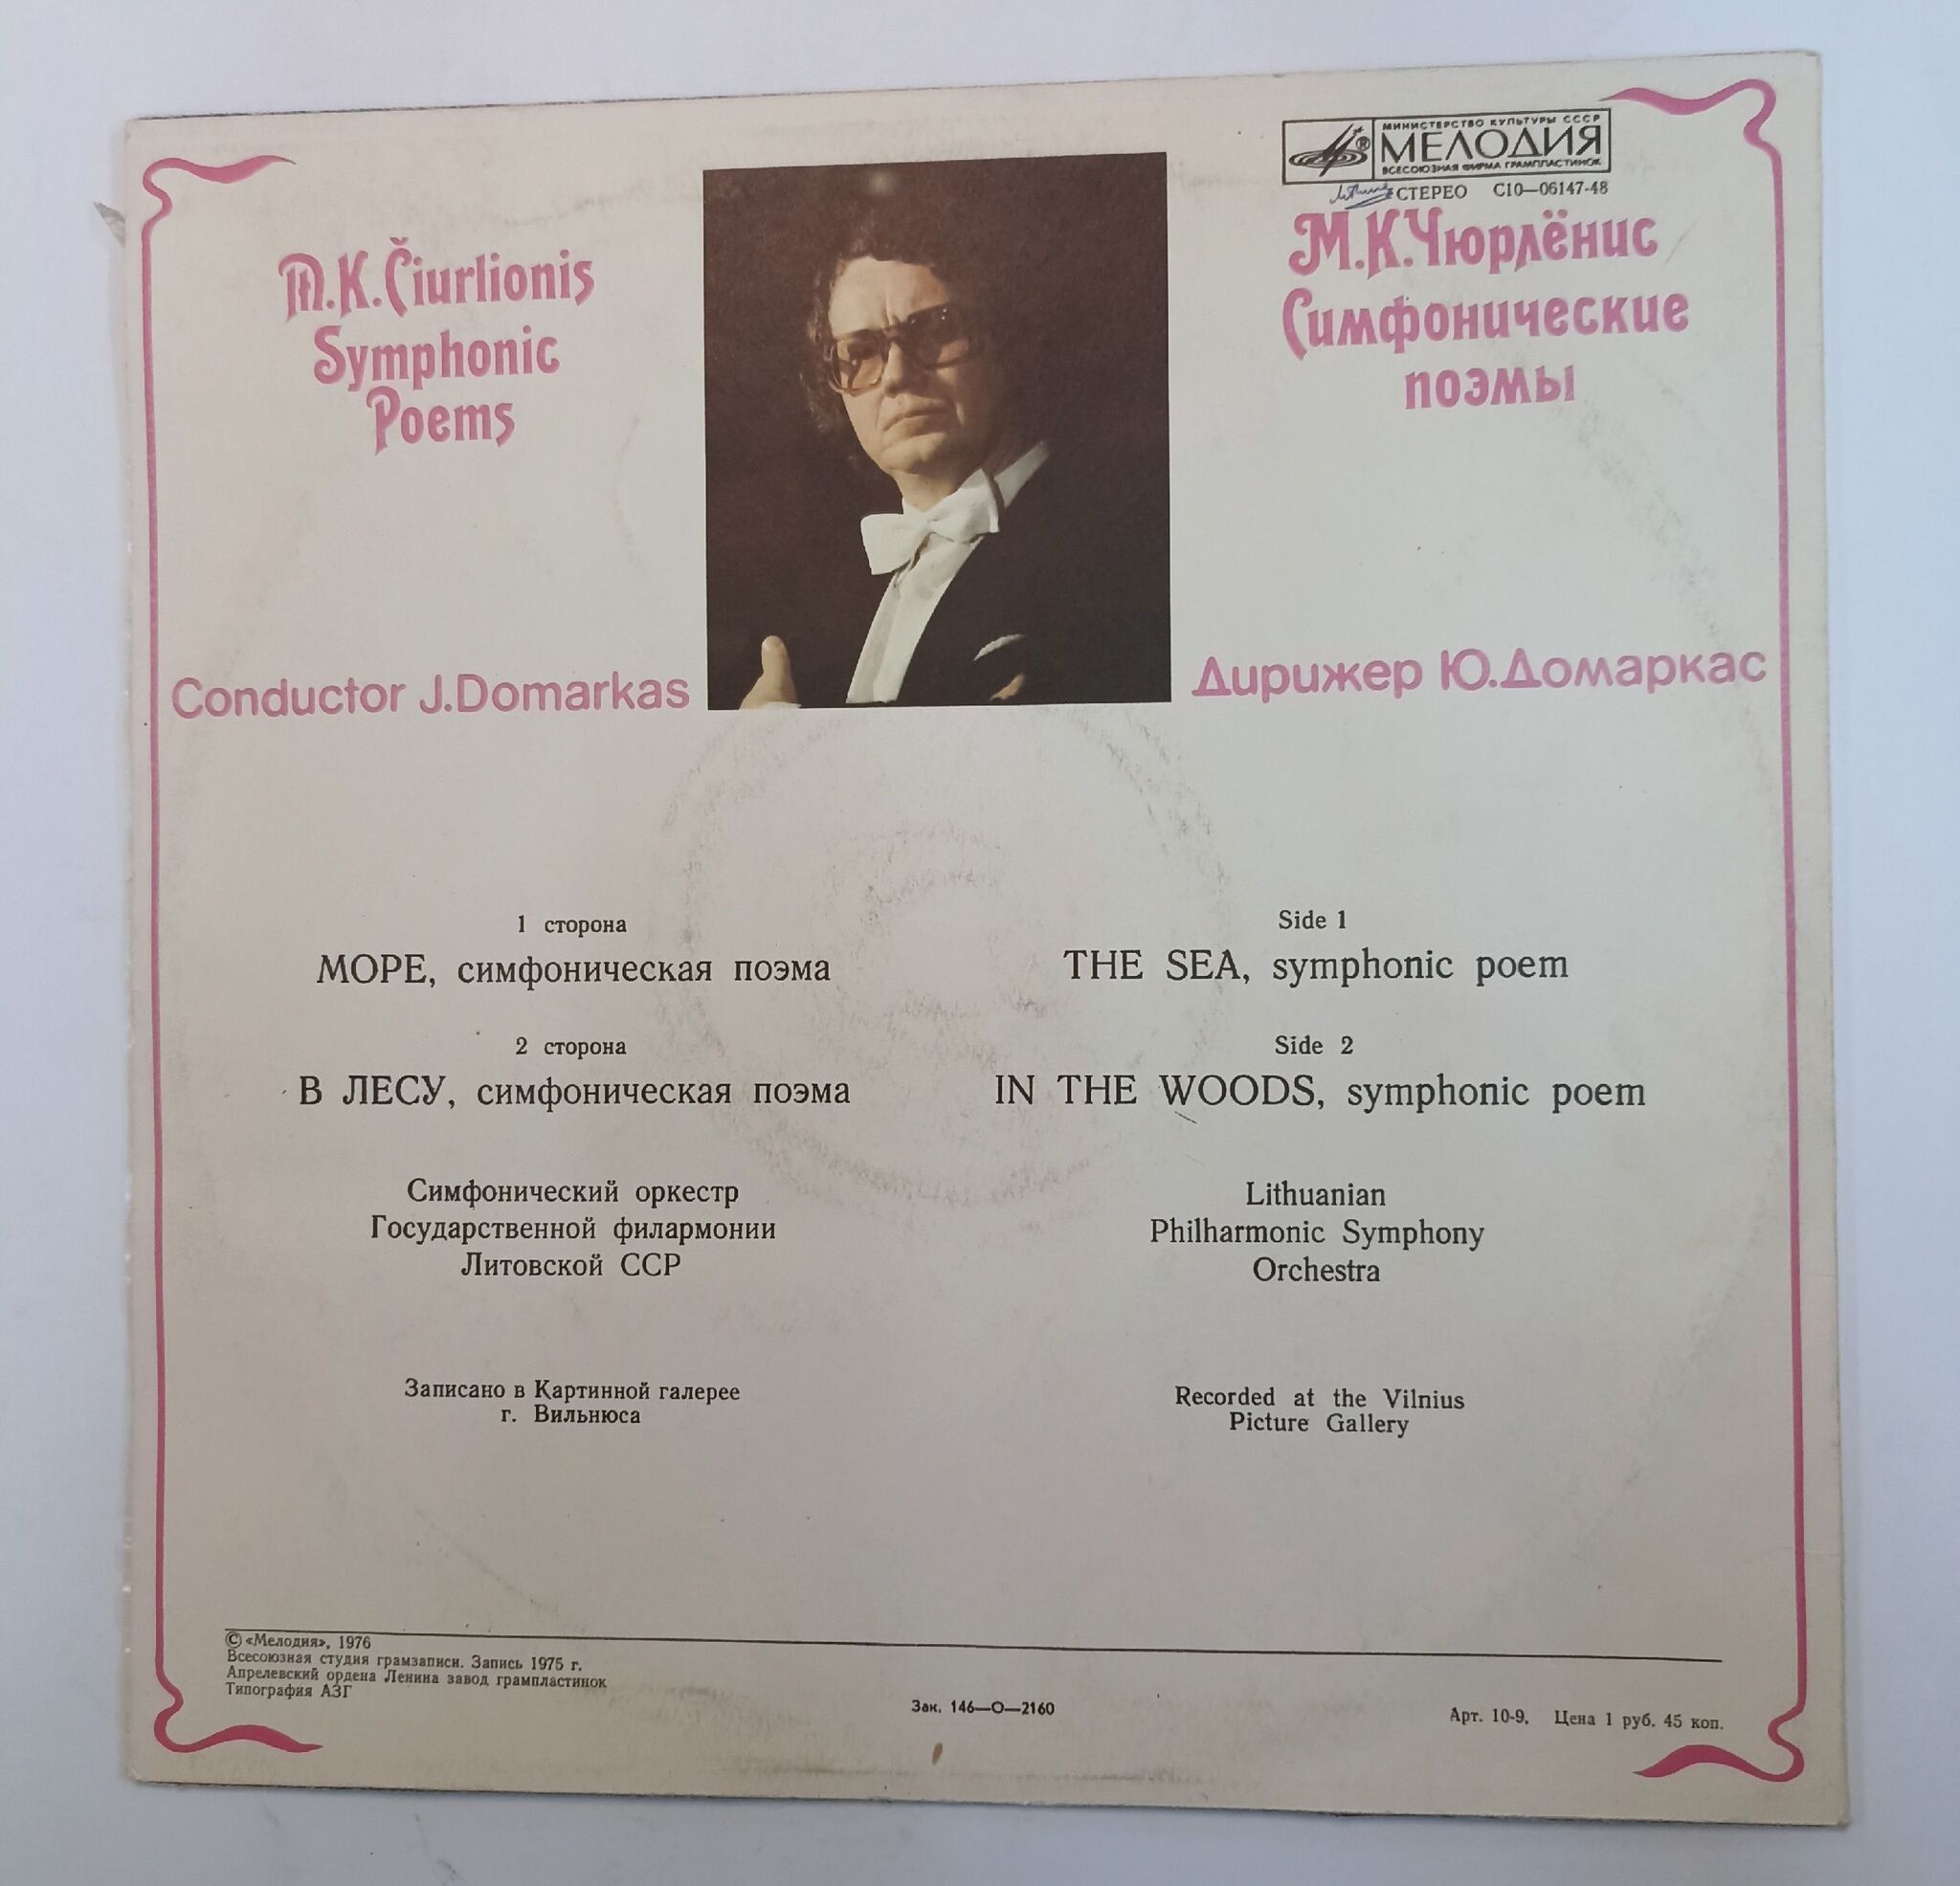 МИНИСТЕРСТВО КУЛЬТУРЫ СССР
МЕЛОДИЯ
®
ВСЕСОЮЗНАЯ ФИРМА ГРАМПЛАСТИНОК
СТЕРЕО С10—06147-48
M.K.Čiurlionis
Symphonic
Poems
М.К.Чюрлёнис
Симфонические
поэмы
Conductor J.Domarkas
Дирижер Ю.Домаркас
1 сторона
МОРЕ, симфоническая поэма
2 сторона
В ЛЕСУ, симфоническая поэма
Симфонический оркестр
Государственной филармонии
Литовской ССР
Записано в Картинной галерее
г. Вильнюса
Side 1
THE SEA, symphonic poem
Side 2
IN THE WOODS, symphonic poem
Lithuanian
Philharmonic Symphony
Orchestra
Recorded at the Vilnius
Picture Gallery
© «Мелодия», 1976
Всесоюзная студия грамзаписи. Запись 1975 г.
Апрелевский ордена Ленина завод грампластинок
Типография АЗГ
Зак. 146—О—2160
Арт. 10-9. Цена 1 руб. 45 коп.